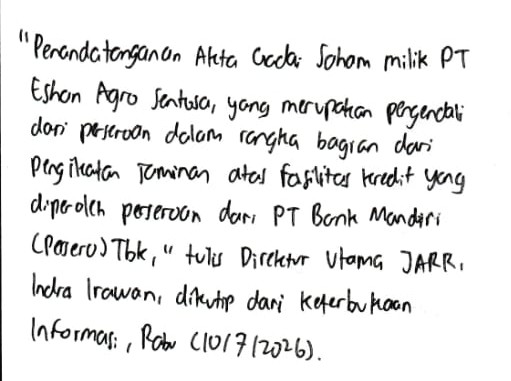 "Penandatanganan Akta Gadai Saham milik PT
Eshan Agro Sentosa, yang merupakan pengendali
dari perseroan dalam rangka bagian dari
Pengikatan Jaminan atas fasilitas kredit yang
diperoleh perseroan dari PT Bank Mandiri
(Persero) Tbk," tulis Direktur Utama JARR,
Indra Irawan, dikutip dari keterbukaan
Informasi, Rabu (10/7/2026).